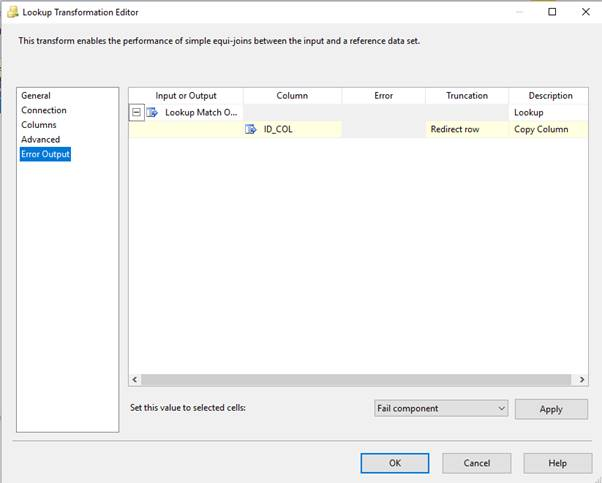 Lookup Transformation Editor
This transform enables the performance of simple equi-joins between the input and a reference data set.
General
Connection
Columns
Advanced
Error Output
Input or Output Column Error Truncation Description
Lookup Match O... Lookup
ID_COL Redirect row Copy Column
Set this value to selected cells: Fail component Apply
OK Cancel Help